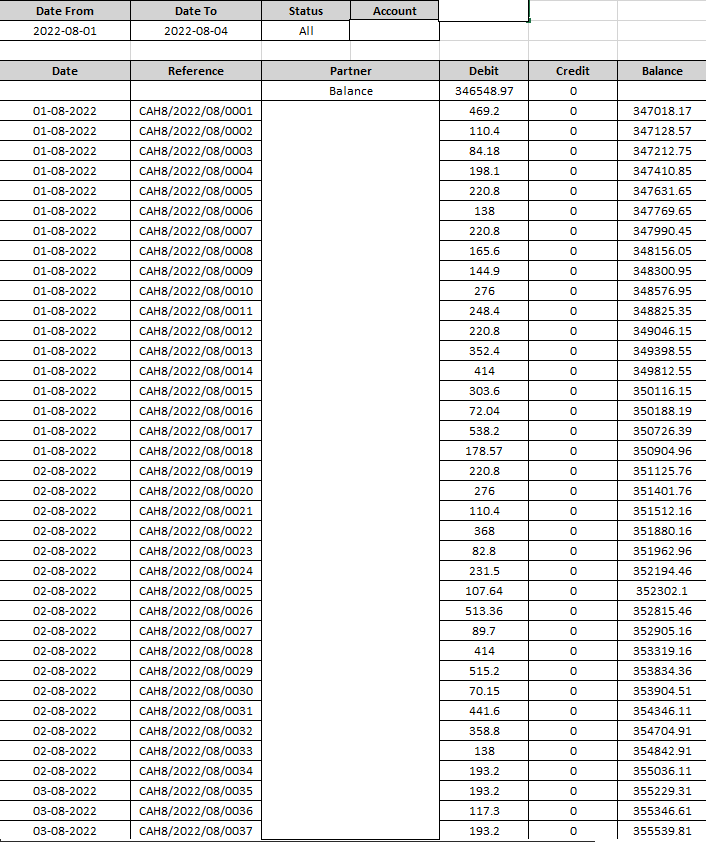 Date From Date To Status Account
2022-08-01 2022-08-04 All
Date Reference Partner Debit Credit Balance
Balance 346548.97 0
01-08-2022 CAH8/2022/08/0001 469.2 0 347018.17
01-08-2022 CAH8/2022/08/0002 110.4 0 347128.57
01-08-2022 CAH8/2022/08/0003 84.18 0 347212.75
01-08-2022 CAH8/2022/08/0004 198.1 0 347410.85
01-08-2022 CAH8/2022/08/0005 220.8 0 347631.65
01-08-2022 CAH8/2022/08/0006 138 0 347769.65
01-08-2022 CAH8/2022/08/0007 220.8 0 347990.45
01-08-2022 CAH8/2022/08/0008 165.6 0 348156.05
01-08-2022 CAH8/2022/08/0009 144.9 0 348300.95
01-08-2022 CAH8/2022/08/0010 276 0 348576.95
01-08-2022 CAH8/2022/08/0011 248.4 0 348825.35
01-08-2022 CAH8/2022/08/0012 220.8 0 349046.15
01-08-2022 CAH8/2022/08/0013 352.4 0 349398.55
01-08-2022 CAH8/2022/08/0014 414 0 349812.55
01-08-2022 CAH8/2022/08/0015 303.6 0 350116.15
01-08-2022 CAH8/2022/08/0016 72.04 0 350188.19
01-08-2022 CAH8/2022/08/0017 538.2 0 350726.39
01-08-2022 CAH8/2022/08/0018 178.57 0 350904.96
02-08-2022 CAH8/2022/08/0019 220.8 0 351125.76
02-08-2022 CAH8/2022/08/0020 276 0 351401.76
02-08-2022 CAH8/2022/08/0021 110.4 0 351512.16
02-08-2022 CAH8/2022/08/0022 368 0 351880.16
02-08-2022 CAH8/2022/08/0023 82.8 0 351962.96
02-08-2022 CAH8/2022/08/0024 231.5 0 352194.46
02-08-2022 CAH8/2022/08/0025 107.64 0 352302.1
02-08-2022 CAH8/2022/08/0026 513.36 0 352815.46
02-08-2022 CAH8/2022/08/0027 89.7 0 352905.16
02-08-2022 CAH8/2022/08/0028 414 0 353319.16
02-08-2022 CAH8/2022/08/0029 515.2 0 353834.36
02-08-2022 CAH8/2022/08/0030 70.15 0 353904.51
02-08-2022 CAH8/2022/08/0031 441.6 0 354346.11
02-08-2022 CAH8/2022/08/0032 358.8 0 354704.91
02-08-2022 CAH8/2022/08/0033 138 0 354842.91
02-08-2022 CAH8/2022/08/0034 193.2 0 355036.11
03-08-2022 CAH8/2022/08/0035 193.2 0 355229.31
03-08-2022 CAH8/2022/08/0036 117.3 0 355346.61
03-08-2022 CAH8/2022/08/0037 193.2 0 355539.81